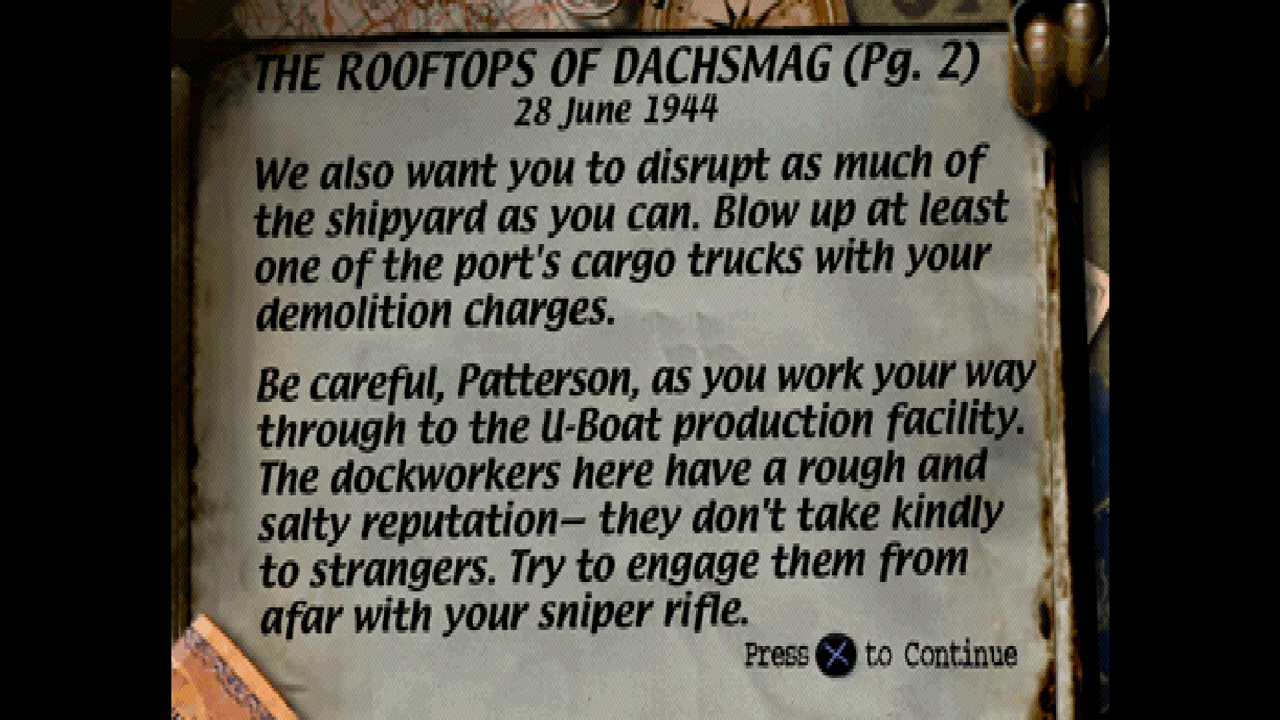 THE ROOFTOPS OF DACHSMAG (Pg. 2)
28 June 1944
We also want you to disrupt as much of
the shipyard as you can. Blow up at least
one of the port's cargo trucks with your
demolition charges.
Be careful, Patterson, as you work your way
through to the U-Boat production facility.
The dockworkers here have a rough and
salty reputation— they don't take kindly
to strangers. Try to engage them from
afar with your sniper rifle.
Press X to Continue